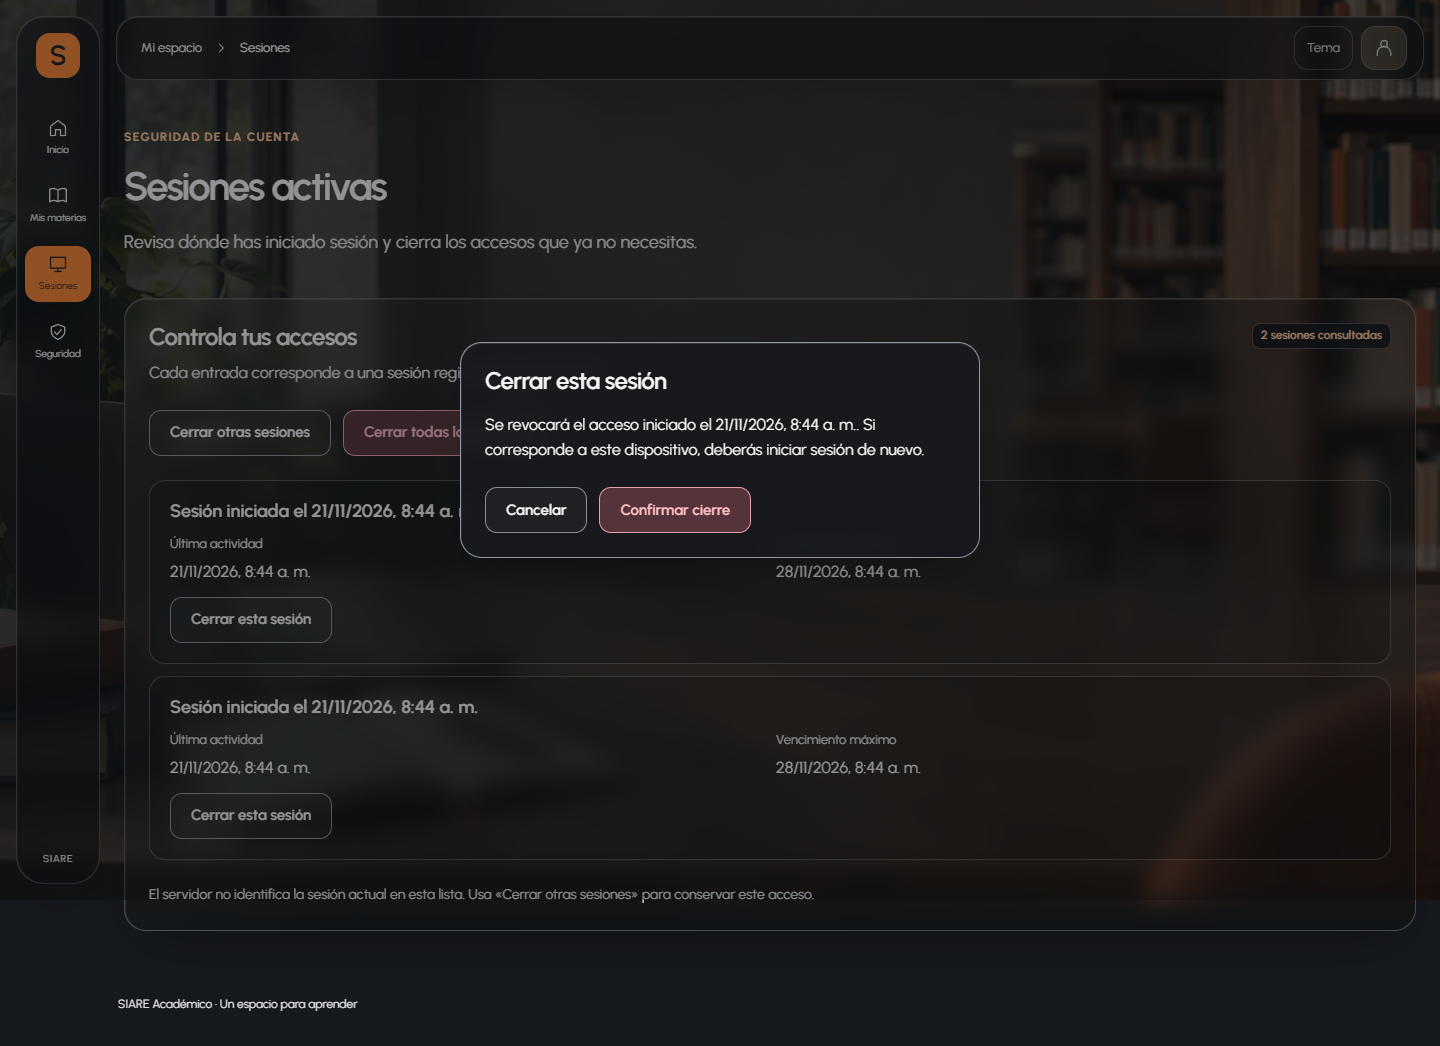 S
Mi espacio > Sesiones
Tema
Inicio
Mis materias
Sesiones
Seguridad
SIARE
SEGURIDAD DE LA CUENTA
Sesiones activas
Revisa dónde has iniciado sesión y cierra los accesos que ya no necesitas.
Controla tus accesos
2 sesiones consultadas
Cada entrada corresponde a una sesión
Cerrar otras sesiones
Cerrar todas
Cerrar esta sesión
Se revocará el acceso iniciado el 21/11/2026, 8:44 a. m.. Si
corresponde a este dispositivo, deberás iniciar sesión de nuevo.
Cancelar
Confirmar cierre
Sesión iniciada el 21/11/2026, 8:44 a.
Última actividad
21/11/2026, 8:44 a. m.
28/11/2026, 8:44 a. m.
Cerrar esta sesión
Sesión iniciada el 21/11/2026, 8:44 a. m.
Última actividad
Vencimiento máximo
21/11/2026, 8:44 a. m.
28/11/2026, 8:44 a. m.
Cerrar esta sesión
El servidor no identifica la sesión actual en esta lista. Usa «Cerrar otras sesiones» para conservar este acceso.
SIARE Académico · Un espacio para aprender